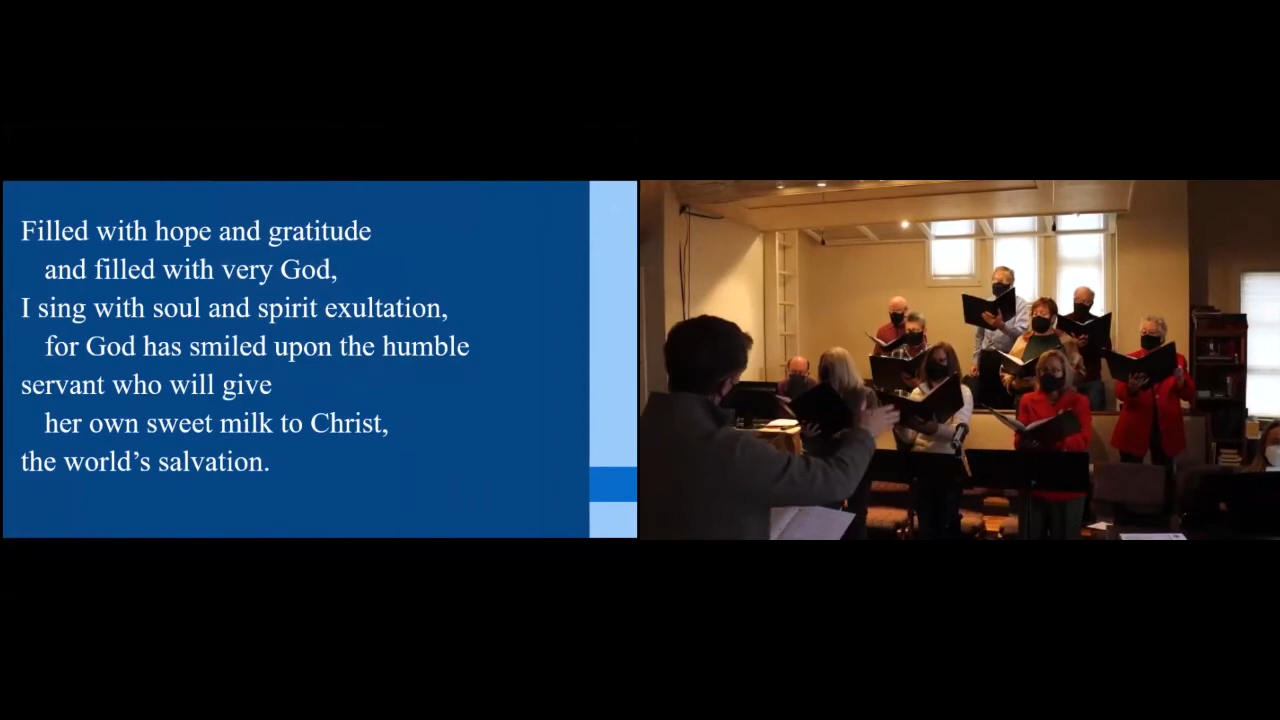 Filled with hope and gratitude
and filled with very God,
I sing with soul and spirit exultation,
for God has smiled upon the humble
servant who will give
her own sweet milk to Christ,
the world’s salvation.